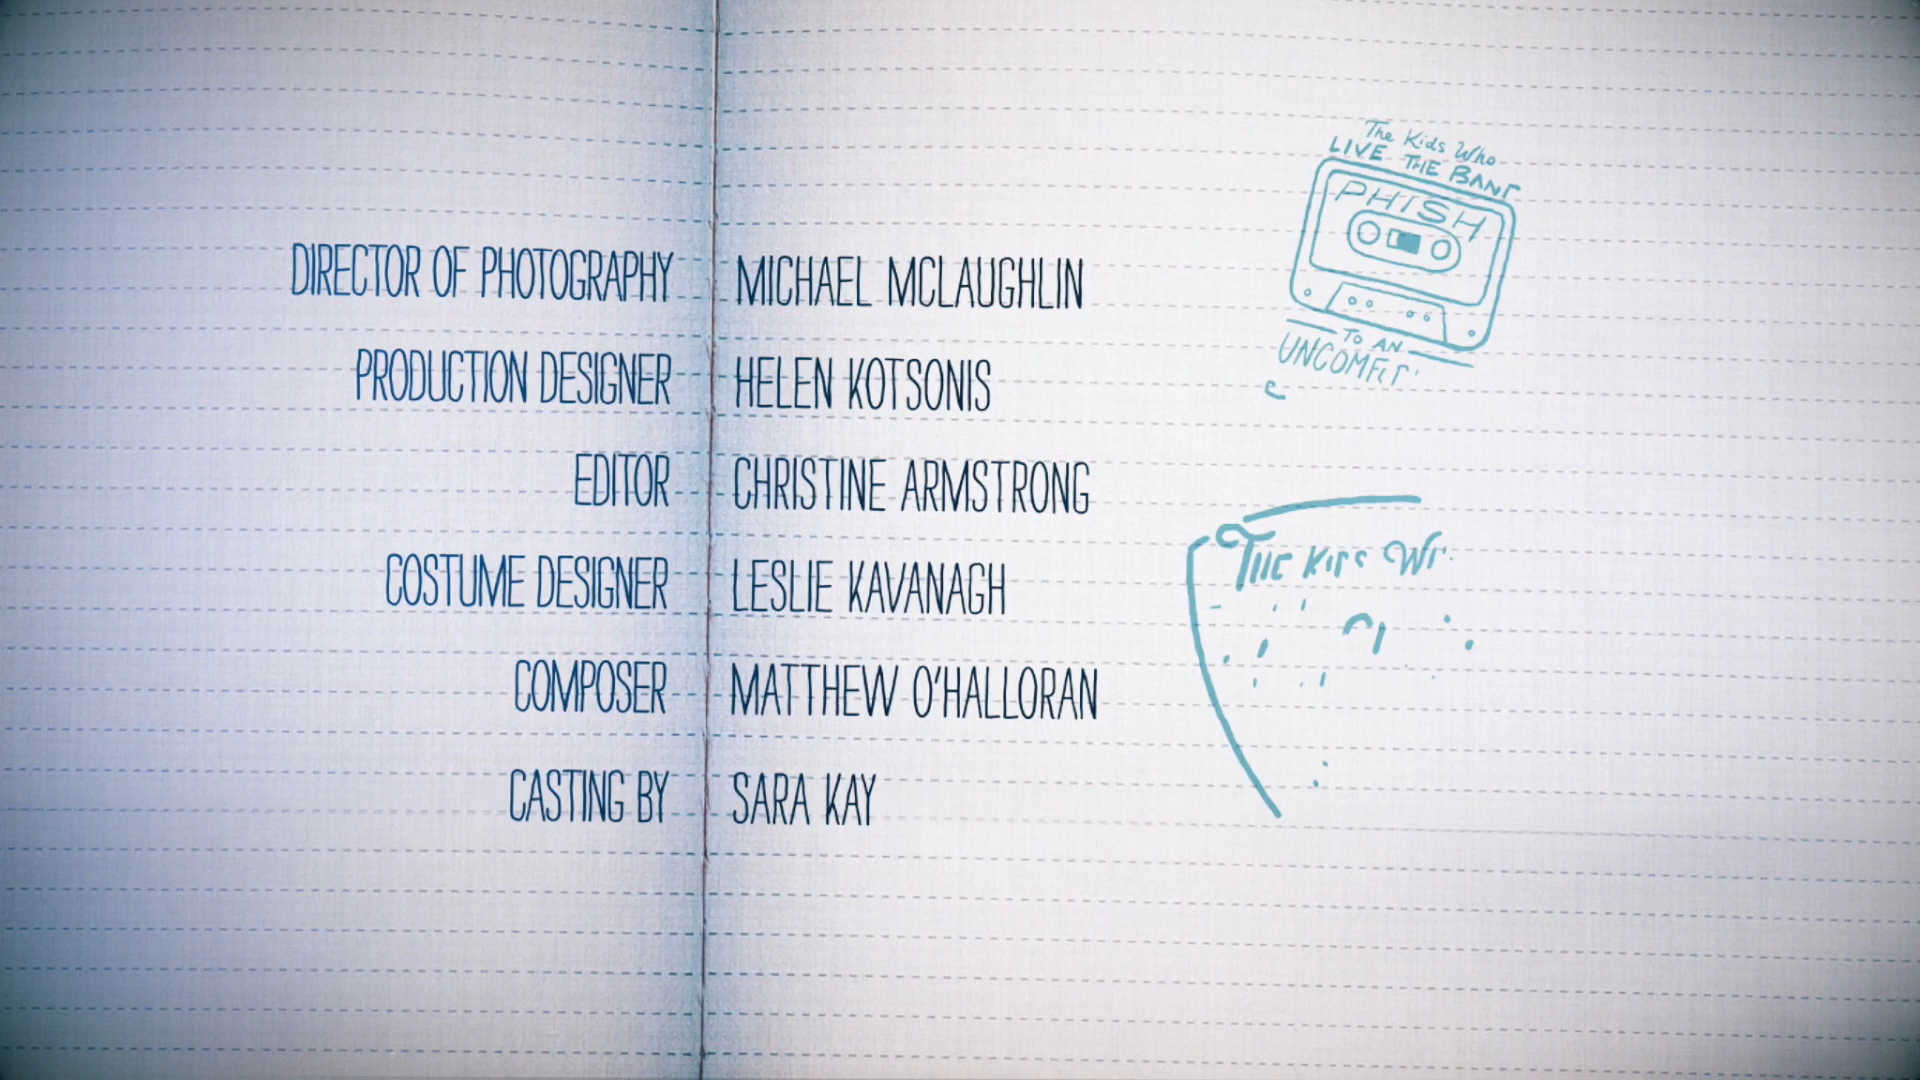 DIRECTOR OF PHOTOGRAPHY MICHAEL MCLAUGHLIN
PRODUCTION DESIGNER HELEN KOTSONIS
EDITOR CHRISTINE ARMSTRONG
COSTUME DESIGNER LESLIE KAVANAGH
COMPOSER MATTHEW O'HALLORAN
CASTING BY SARA KAY
The Kids Who
LIVE THE
PHISH
TO AN
THE